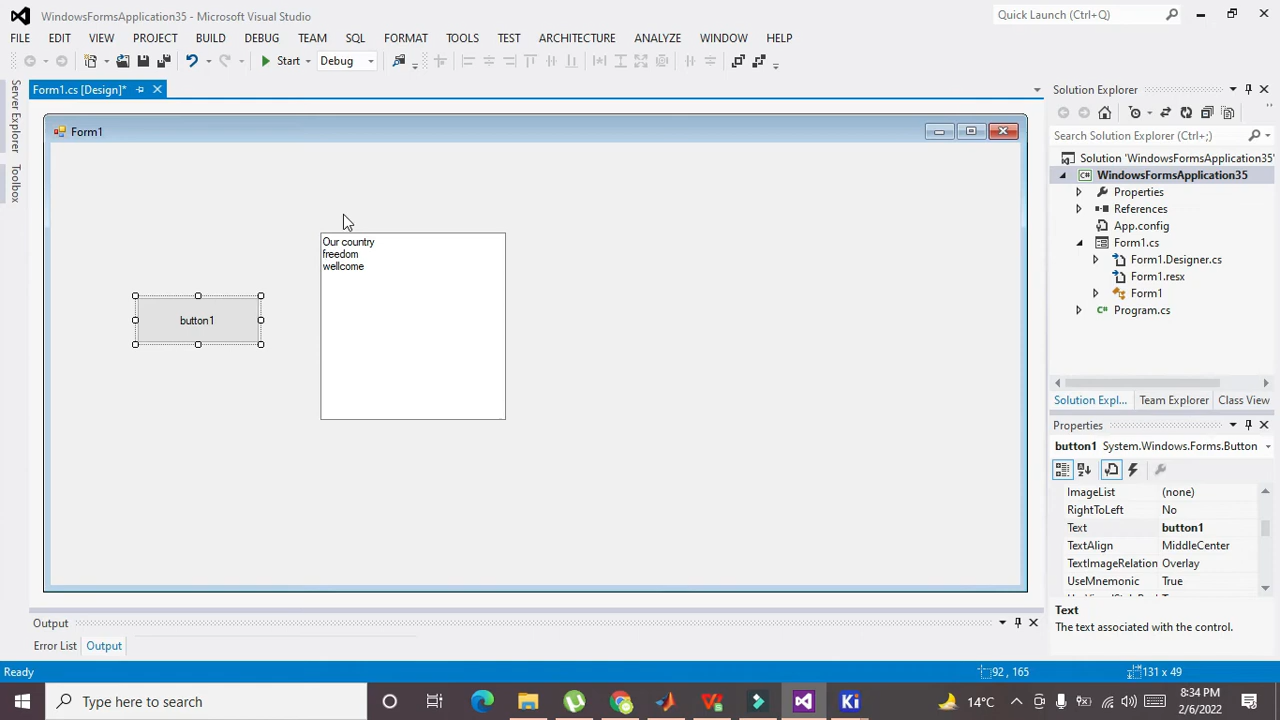 WindowsFormsApplication35 - Microsoft Visual Studio
Quick Launch (Ctrl+Q)
FILE EDIT VIEW PROJECT BUILD DEBUG TEAM SQL FORMAT TOOLS TEST ARCHITECTURE ANALYZE WINDOW HELP
Start Debug
Server Explorer
Toolbox
Form1.cs [Design]*
Form1
Our country
freedom
wellcome
button1
Solution Explorer
Search Solution Explorer (Ctrl+;)
Solution 'WindowsFormsApplication35'
C# WindowsFormsApplication35
Properties
References
App.config
Form1.cs
Form1.Designer.cs
Form1.resx
Form1
C# Program.cs
Solution Expl... Team Explorer Class View
Properties
button1 System.Windows.Forms.Button
ImageList (none)
RightToLeft No
Text button1
TextAlign MiddleCenter
TextImageRelation Overlay
UseMnemonic True
Text
The text associated with the control.
Output
Error List Output
Ready
92 , 165
131 x 49
Type here to search
Ki
14°C
8:34 PM
2/6/2022